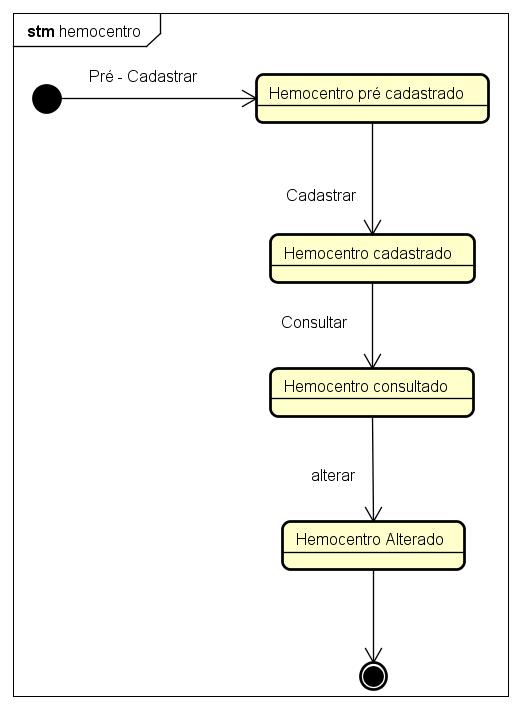 stm hemocentro
Pré - Cadastrar
Hemocentro pré cadastrado
Cadastrar
Hemocentro cadastrado
Consultar
Hemocentro consultado
alterar
Hemocentro Alterado